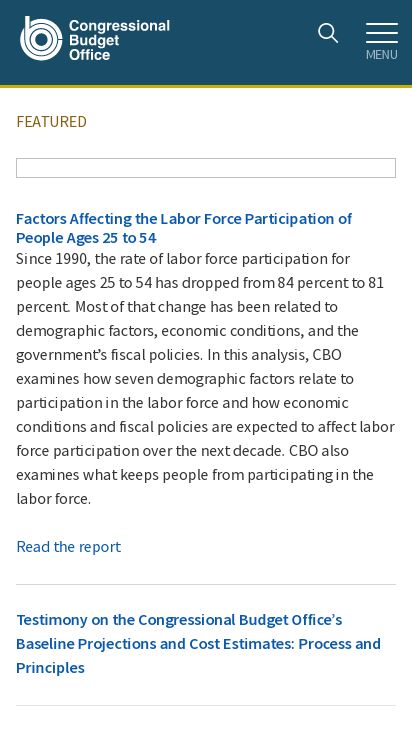 Congressional
Budget
Office
MENU
FEATURED
Factors Affecting the Labor Force Participation of
People Ages 25 to 54
Since 1990, the rate of labor force participation for
people ages 25 to 54 has dropped from 84 percent to 81
percent. Most of that change has been related to
demographic factors, economic conditions, and the
government’s fiscal policies. In this analysis, CBO
examines how seven demographic factors relate to
participation in the labor force and how economic
conditions and fiscal policies are expected to affect labor
force participation over the next decade. CBO also
examines what keeps people from participating in the
labor force.
Read the report
Testimony on the Congressional Budget Office’s
Baseline Projections and Cost Estimates: Process and
Principles